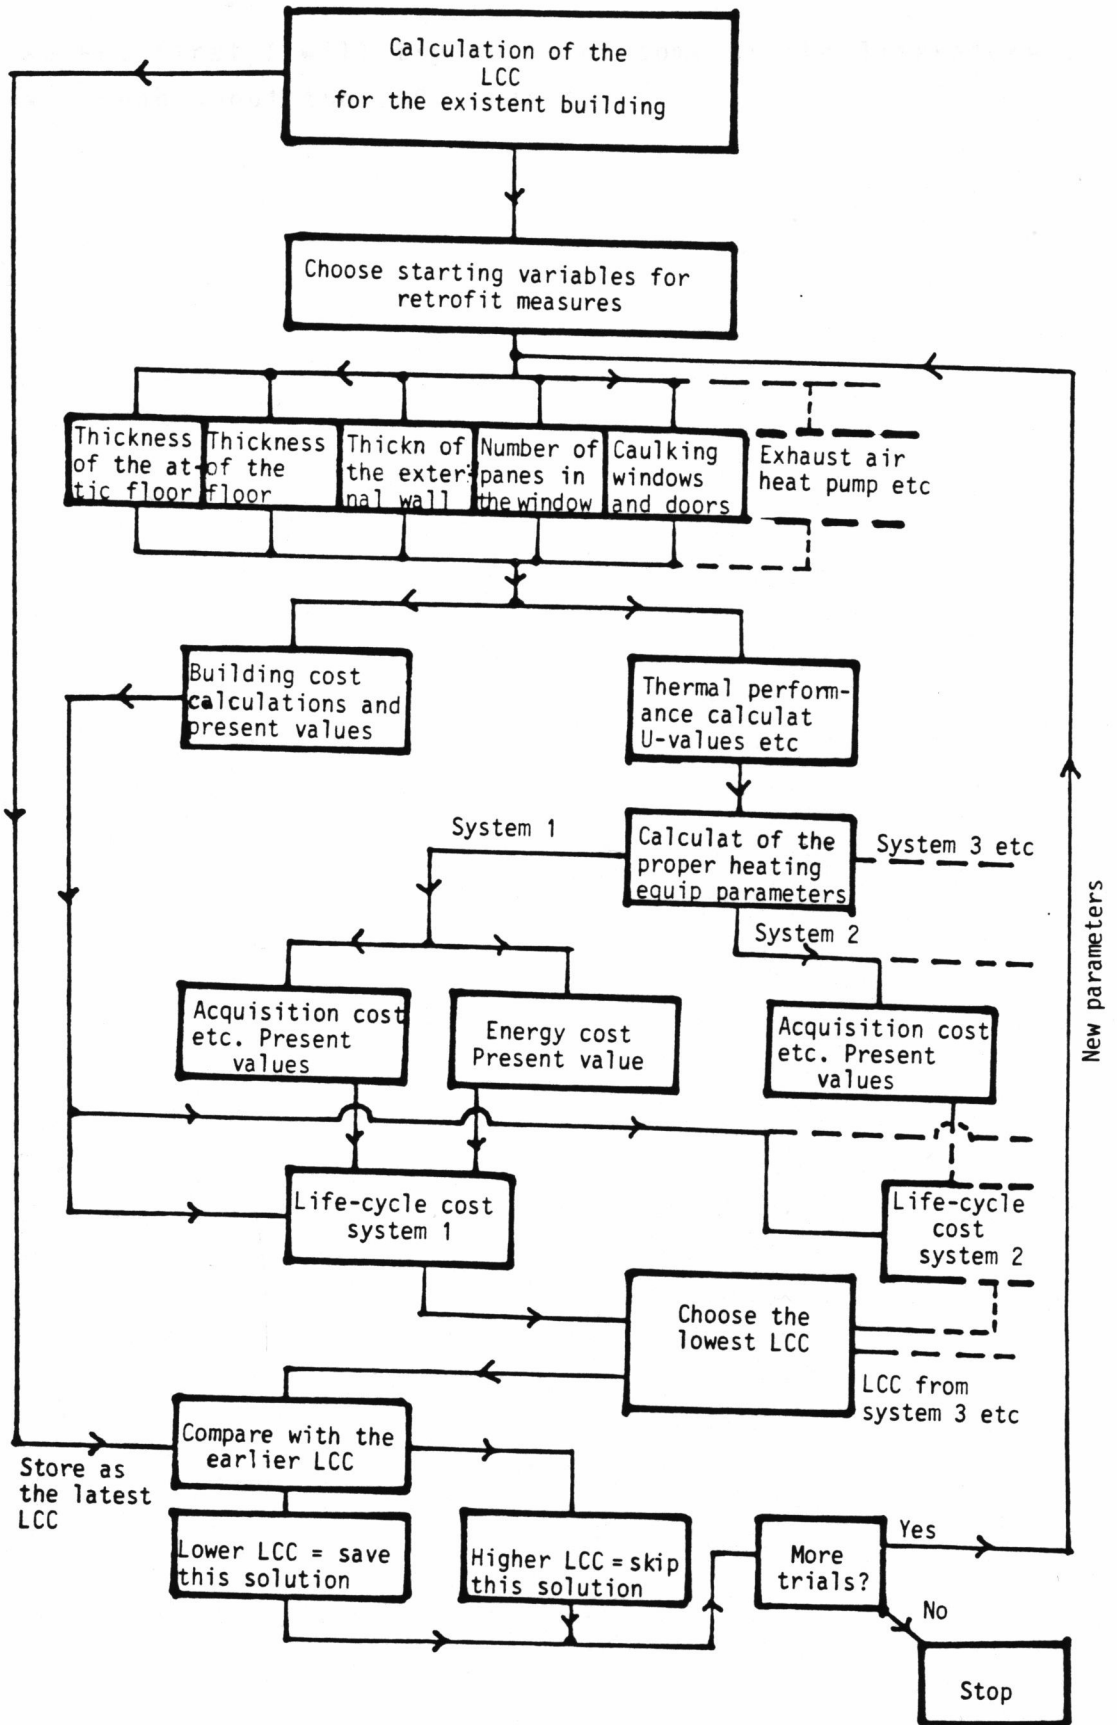 Calculation of the
LCC
for the existent building
Choose starting variables for
retrofit measures
Thickness
of the at-
tic floor
Thickness
of the
floor
Thickn of
the exter-
nal wall
Number of
panes in
the window
Caulking
windows
and doors
Exhaust air
heat pump etc
Building cost
calculations and
present values
Thermal perform-
ance calculat
U-values etc
System 1
Calculat of the
proper heating
equip parameters
System 3 etc
System 2
New parameters
Acquisition cost
etc. Present
values
Energy cost
Present value
Acquisition cost
etc. Present
values
Life-cycle cost
system 1
Life-cycle
cost
system 2
Choose the
lowest LCC
LCC from
system 3 etc
Compare with the
earlier LCC
Store as
the latest
LCC
Lower LCC = save
this solution
Higher LCC = skip
this solution
More
trials?
Yes
No
Stop